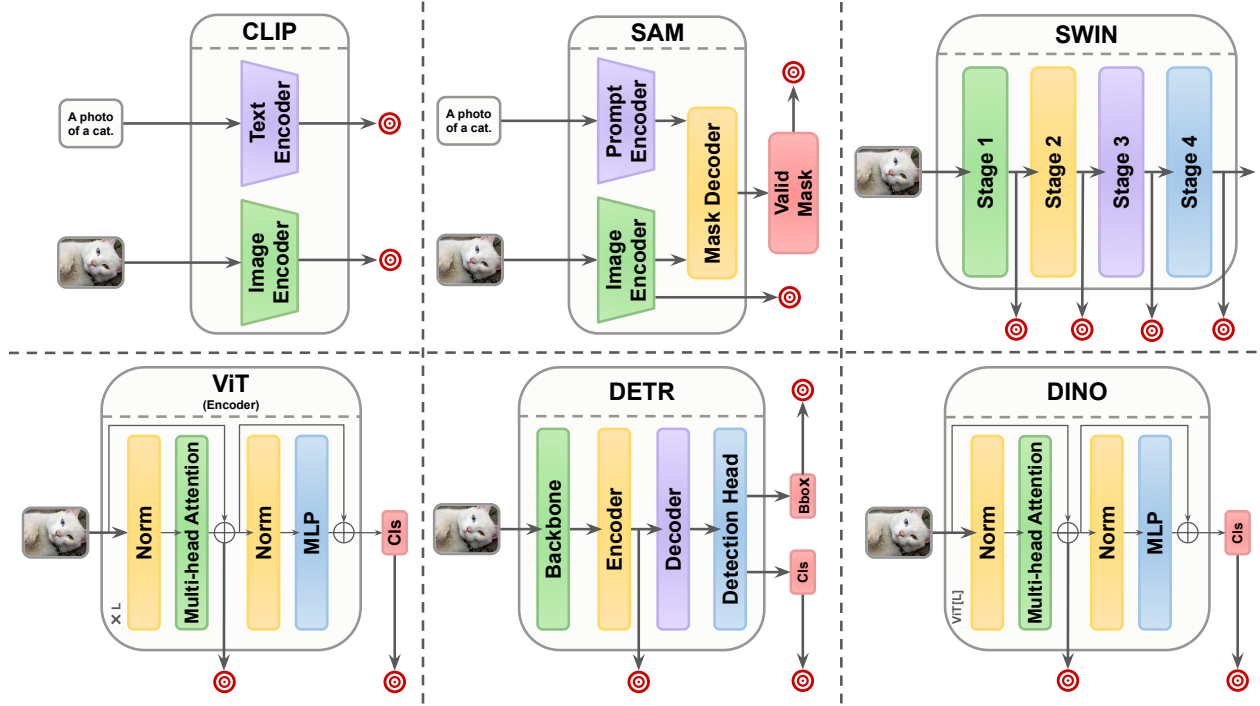 CLIP
A photo
of a cat.
Text
Encoder
Image
Encoder
SAM
A photo
of a cat.
Prompt
Encoder
Image
Encoder
Mask Decoder
Valid
Mask
SWIN
Stage 1
Stage 2
Stage 3
Stage 4
ViT
(Encoder)
Norm
Multi-head Attention
Norm
MLP
Cls
× L
DETR
Backbone
Encoder
Decoder
Detection Head
Bbox
Cls
DINO
Norm
Multi-head Attention
Norm
MLP
Cls
ViT[L]